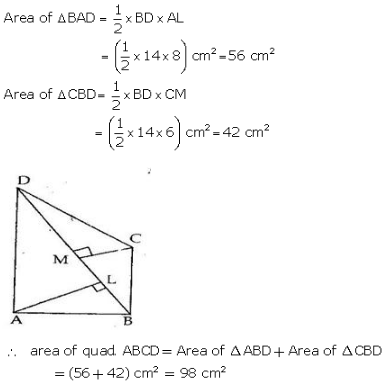 Area of ΔBAD = 1/2 × BD × AL
= (1/2 × 14 × 8) cm² = 56 cm²
Area of ΔCBD = 1/2 × BD × CM
= (1/2 × 14 × 6) cm² = 42 cm²
D
C
M
L
A
B
∴ area of quad. ABCD = Area of ΔABD + Area of ΔCBD
= (56 + 42) cm² = 98 cm²